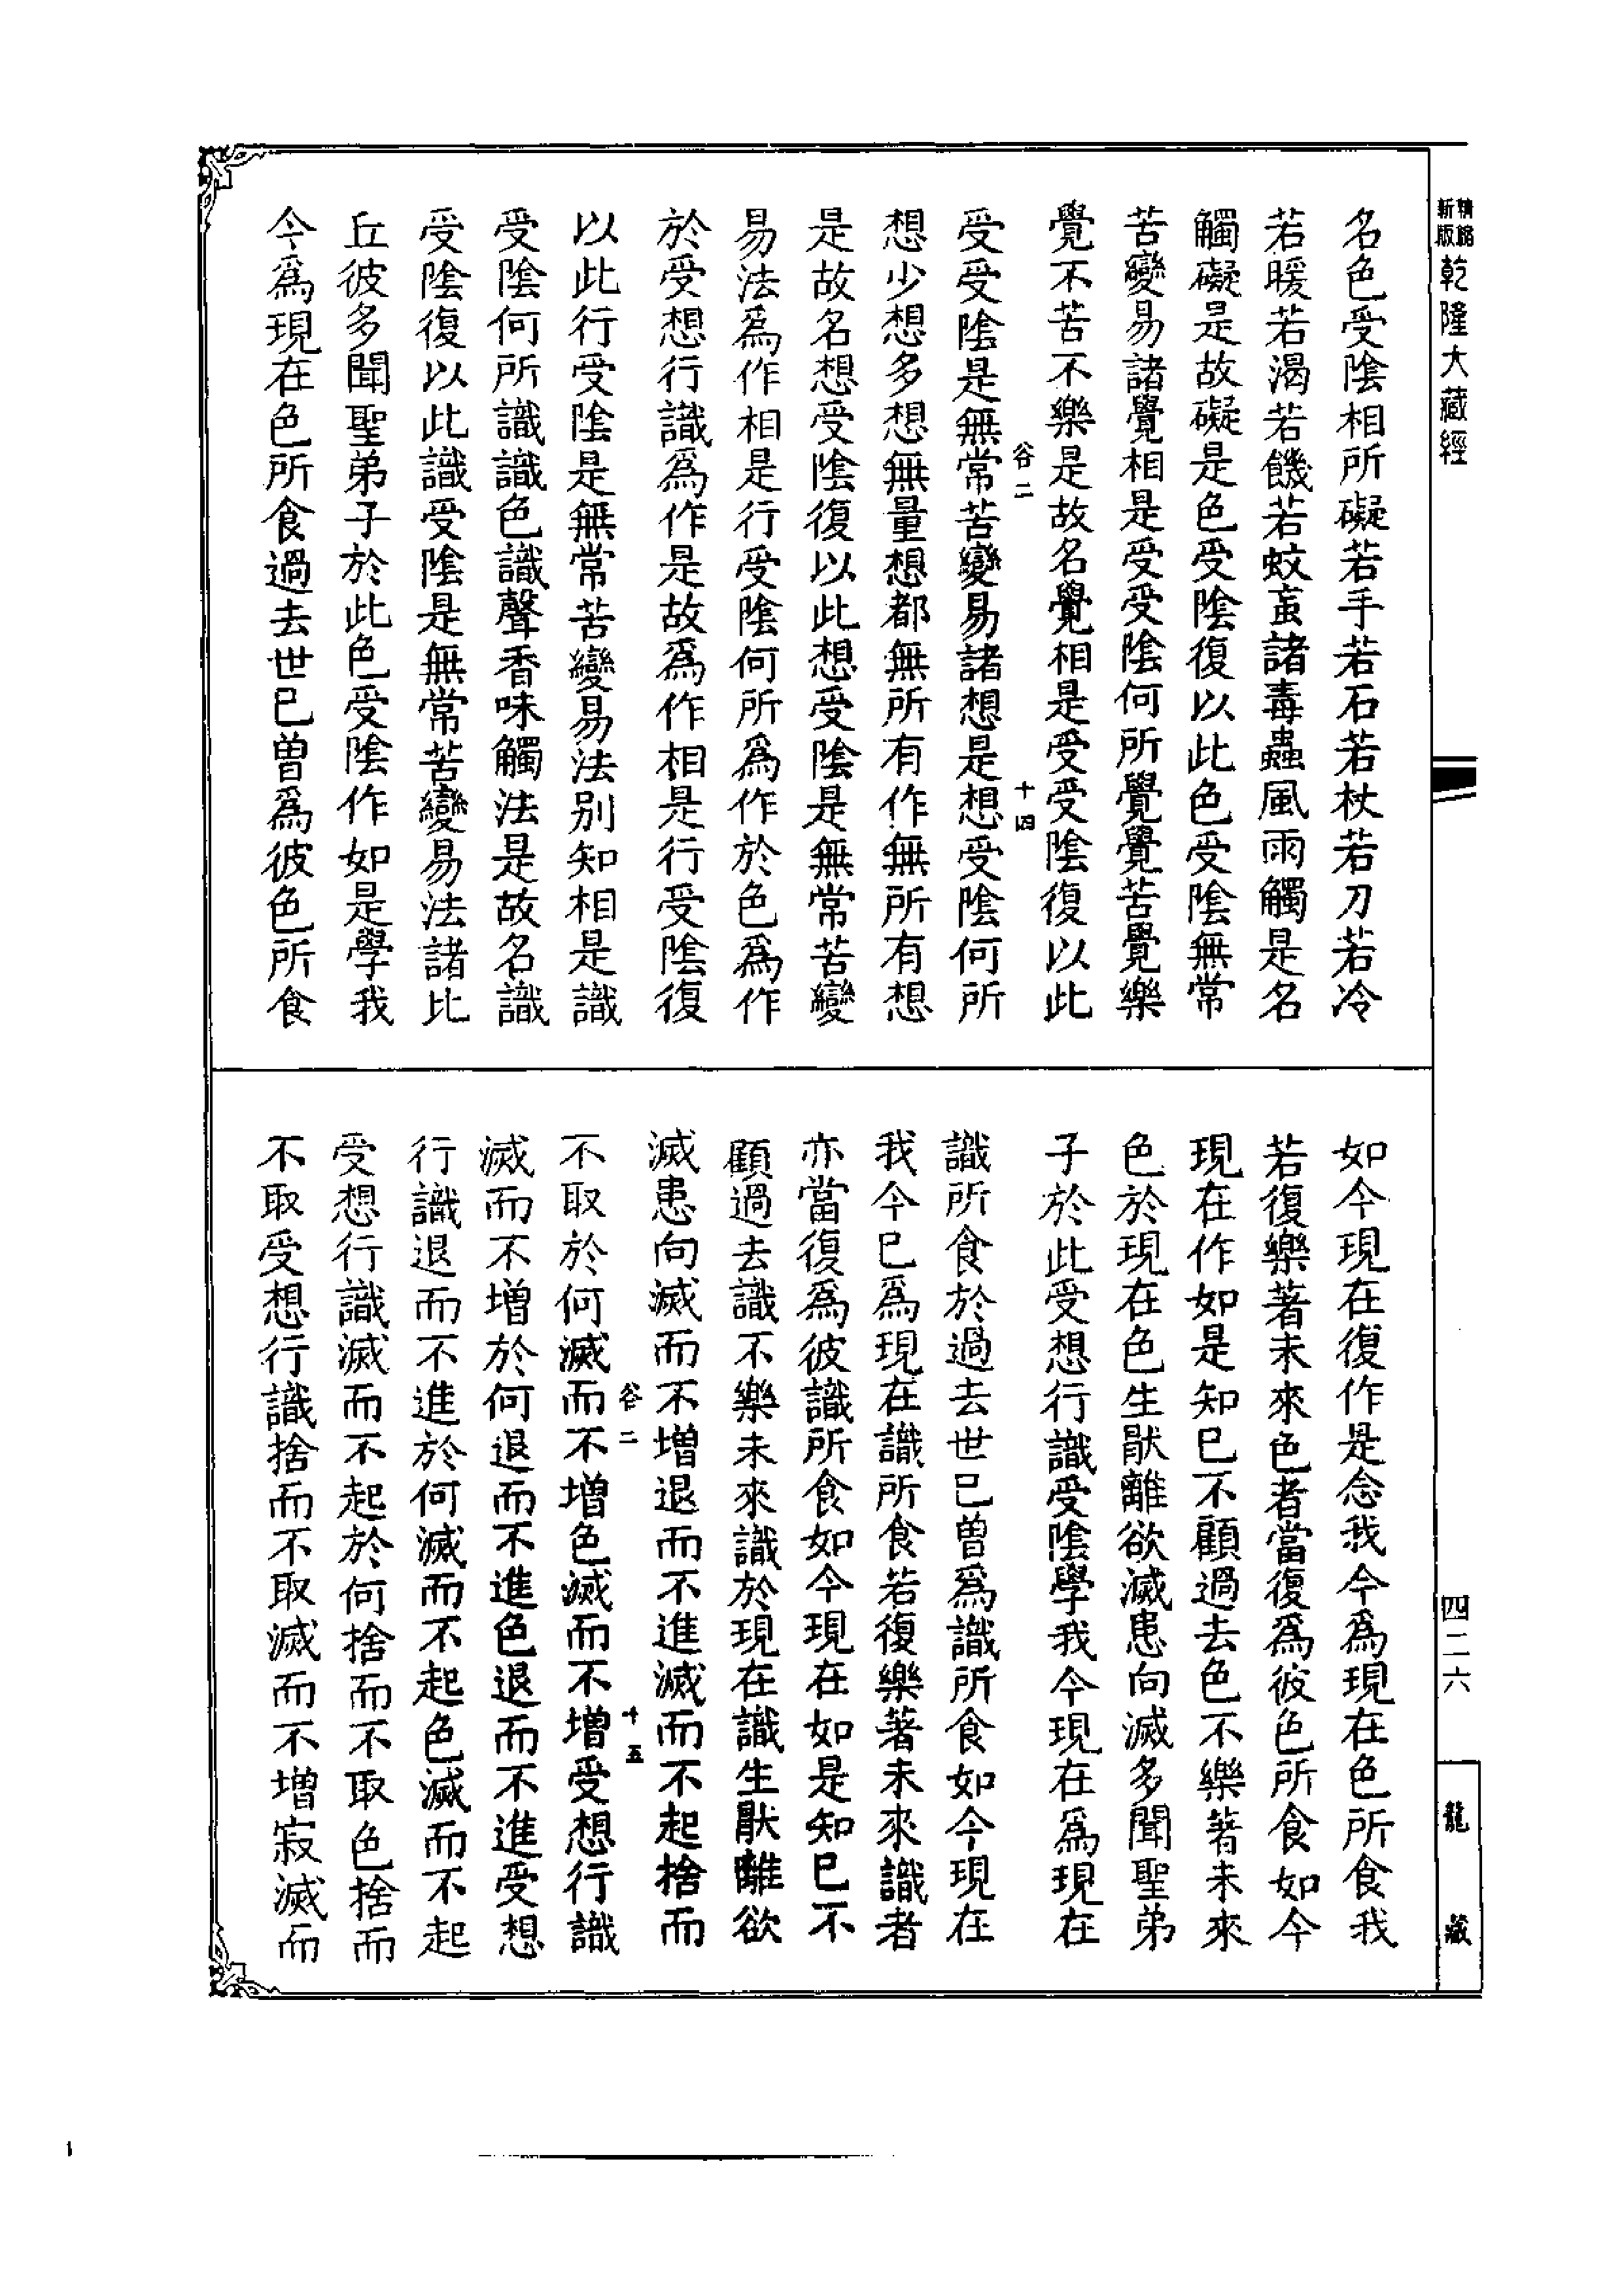 新版
精縮
乾隆大藏經
名色受陰相所礙若手若石若杖若刀若冷
若暖若渴若饑若蚊䖟諸毒蟲風雨觸是名
觸礙是故礙是色受陰復以此色受陰無常
苦變易諸覺相是受受陰何所覺覺苦覺樂
覺不苦不樂是故名覺相是受受陰復以此
谷二
十四
受受陰是無常苦變易諸想是想受陰何所
想少想多想無量想都無所有作無所有想
是故名想受陰復以此想受陰是無常苦變
易法爲作相是行受陰何所爲作於色爲作
於受想行識爲作是故爲作相是行受陰復
以此行受陰是無常苦變易法別知相是識
受陰何所識識色識聲香味觸法是故名識
受陰復以此識受陰是無常苦變易法諸比
丘彼多聞聖弟子於此色受陰作如是學我
今爲現在色所食過去世巳曾爲彼色所食
如今現在復作是念我今爲現在色所食我
若復樂著未來色者當復爲彼色所食如今
現在作如是知巳不顧過去色不樂著未來
色於現在色生厭離欲滅患向滅多聞聖弟
子於此受想行識受陰學我今現在爲現在
識所食於過去世巳曾爲識所食如今現在
我今巳爲現在識所食若復樂著未來識者
亦當復爲彼識所食如今現在如是知巳不
顧過去識不樂未來識於現在識生厭離欲
滅患向滅而不增退而不進滅而不起捨而
谷二
十五
不取於何滅而不增色滅而不增受想行識
滅而不增於何退而不進色退而不進受想
行識退而不進於何滅而不起色滅而不起
受想行識滅而不起於何捨而不取色捨而
不取受想行識捨而不取滅而不增寂滅而
四二六
龍藏